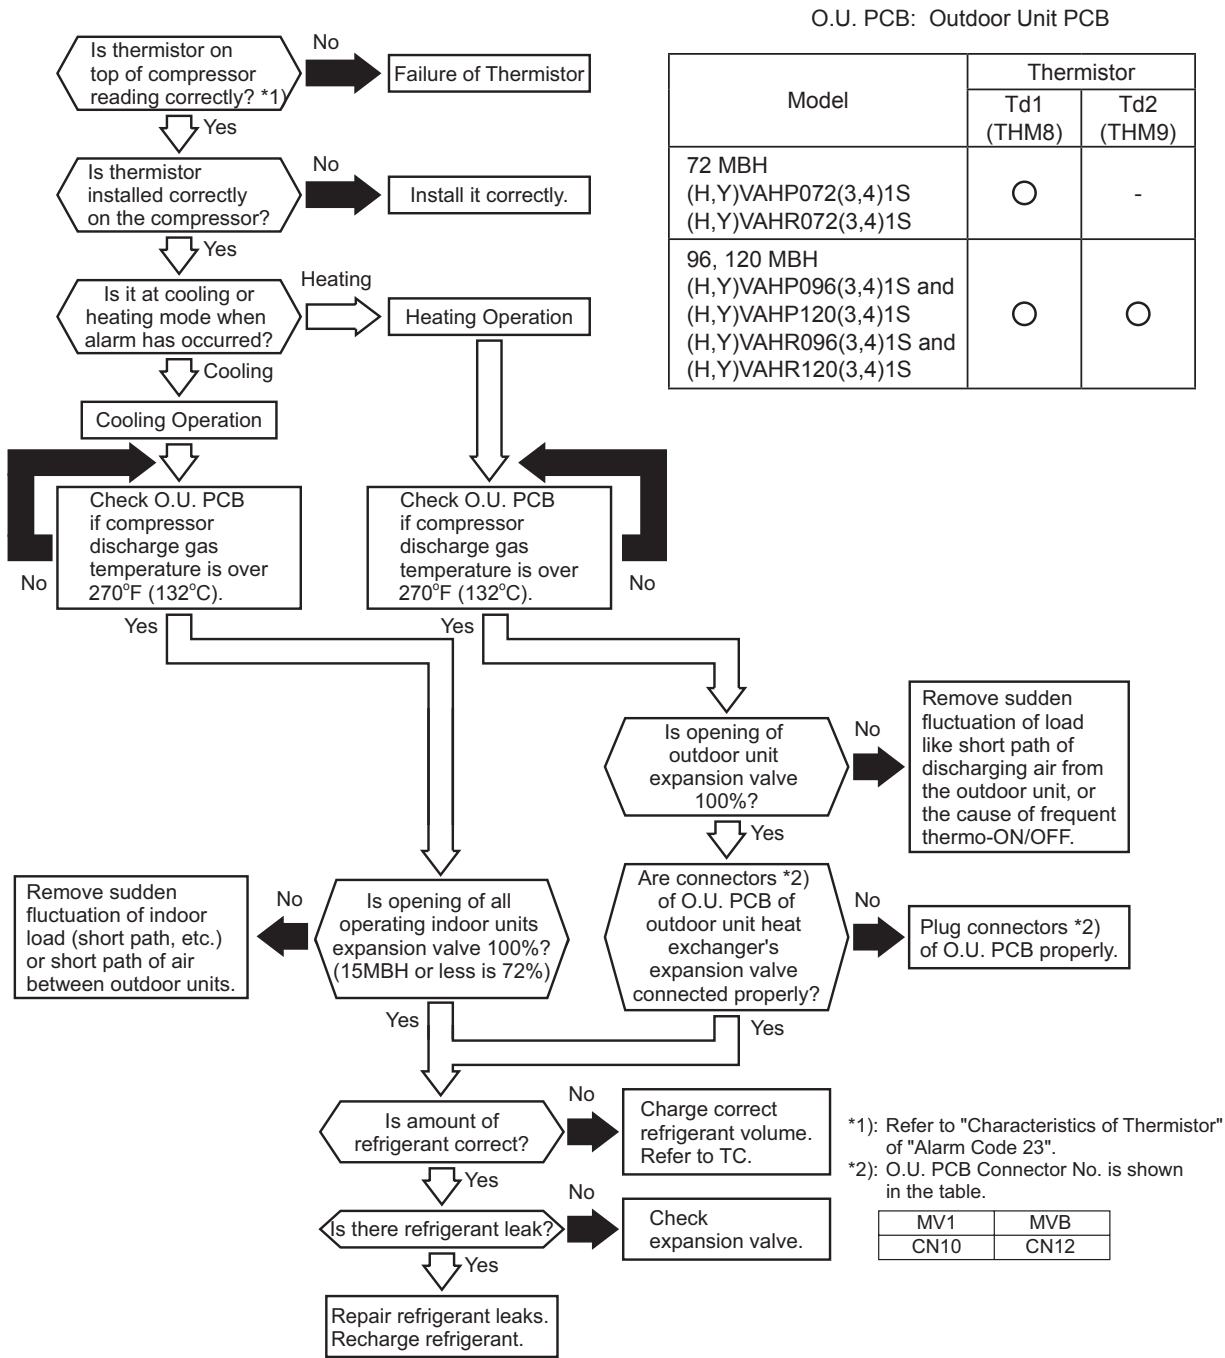 O.U. PCB: Outdoor Unit PCB
Is thermistor on
top of compressor
reading correctly? *1)
No
Failure of Thermistor
Yes
Is thermistor
installed correctly
on the compressor?
No
Install it correctly.
Yes
Is it at cooling or
heating mode when
alarm has occurred?
Heating
Heating Operation
Cooling
Cooling Operation
Model
Thermistor
Td1
(THM8)
Td2
(THM9)
72 MBH
(H,Y)VAHP072(3,4)1S
(H,Y)VAHR072(3,4)1S
○
-
96, 120 MBH
(H,Y)VAHP096(3,4)1S and
(H,Y)VAHP120(3,4)1S
(H,Y)VAHR096(3,4)1S and
(H,Y)VAHR120(3,4)1S
○
○
Check O.U. PCB
if compressor
discharge gas
temperature is over
270°F (132°C).
No
Yes
Check O.U. PCB
if compressor
discharge gas
temperature is over
270°F (132°C).
No
Yes
Is opening of
outdoor unit
expansion valve
100%?
No
Remove sudden
fluctuation of load
like short path of
discharging air from
the outdoor unit, or
the cause of frequent
thermo-ON/OFF.
Yes
Remove sudden
fluctuation of indoor
load (short path, etc.)
or short path of air
between outdoor units.
No
Is opening of all
operating indoor units
expansion valve 100%?
(15MBH or less is 72%)
Yes
Are connectors *2)
of O.U. PCB of
outdoor unit heat
exchanger's
expansion valve
connected properly?
No
Plug connectors *2)
of O.U. PCB properly.
Yes
Is amount of
refrigerant correct?
No
Charge correct
refrigerant volume.
Refer to TC.
Yes
Is there refrigerant leak?
No
Check
expansion valve.
Yes
Repair refrigerant leaks.
Recharge refrigerant.
*1): Refer to "Characteristics of Thermistor"
of "Alarm Code 23".
*2): O.U. PCB Connector No. is shown
in the table.
MV1 MVB
CN10 CN12